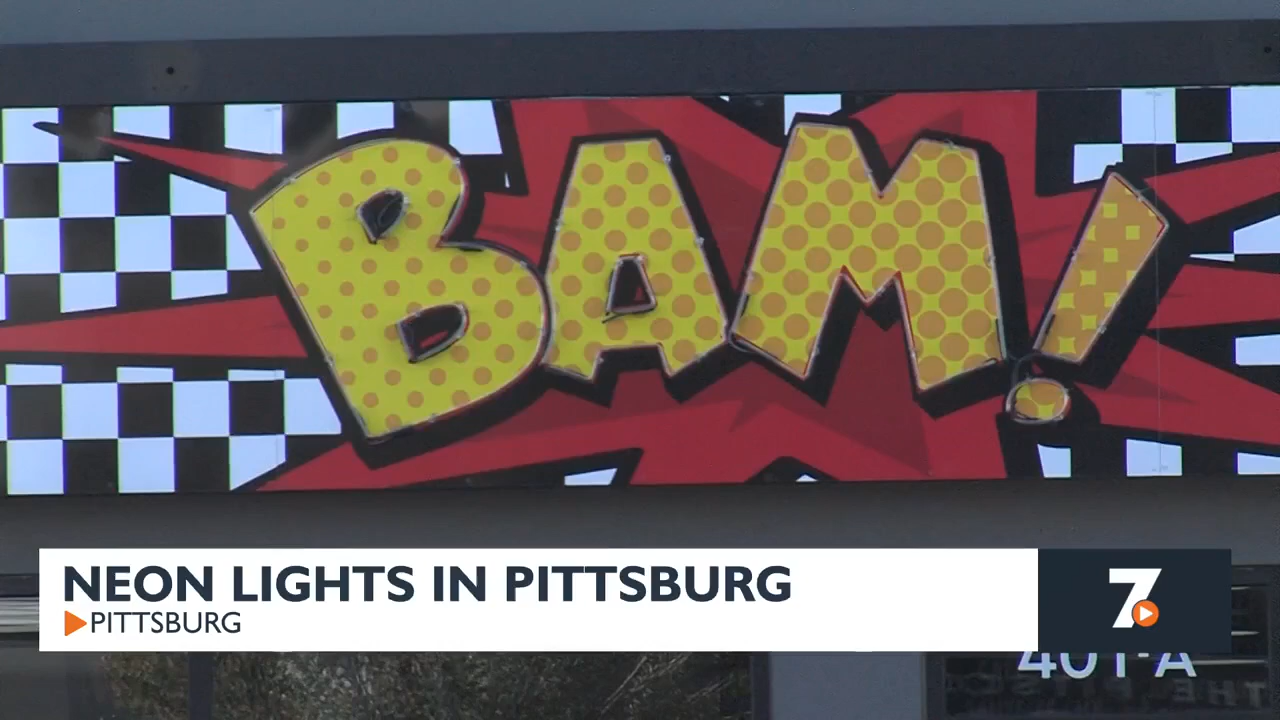 BAM!
NEON LIGHTS IN PITTSBURG
PITTSBURG
7
401-A